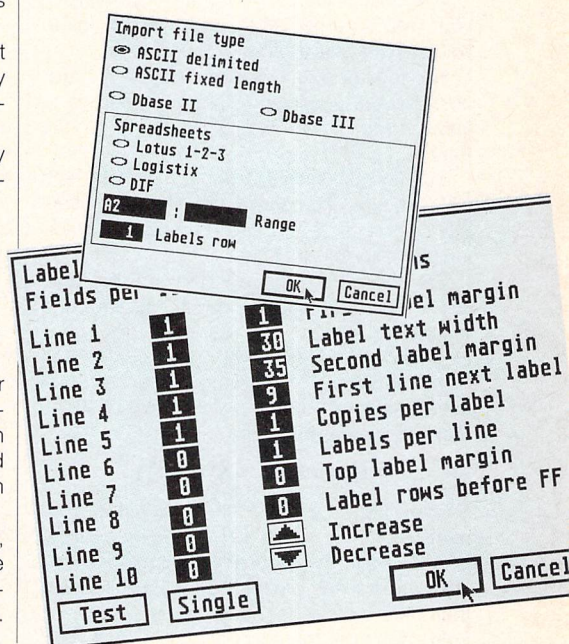 Import file type
ASCII delimited
ASCII fixed length
Dbase II Dbase III
Spreadsheets
Lotus 1-2-3
Logistix
DIF
A2 : Range
1 Labels row
OK Cancel
Label
Fields
Line 1 1 1 margin
Line 2 1 30 Label text width
Line 3 1 35 Second label margin
Line 4 1 9 First line next label
Line 5 1 1 Copies per label
Line 6 0 1 Labels per line
Line 7 0 0 Top label margin
Line 8 0 0 Label rows before FF
Line 9 0 Increase
Line 10 0 Decrease
Test Single OK Cancel